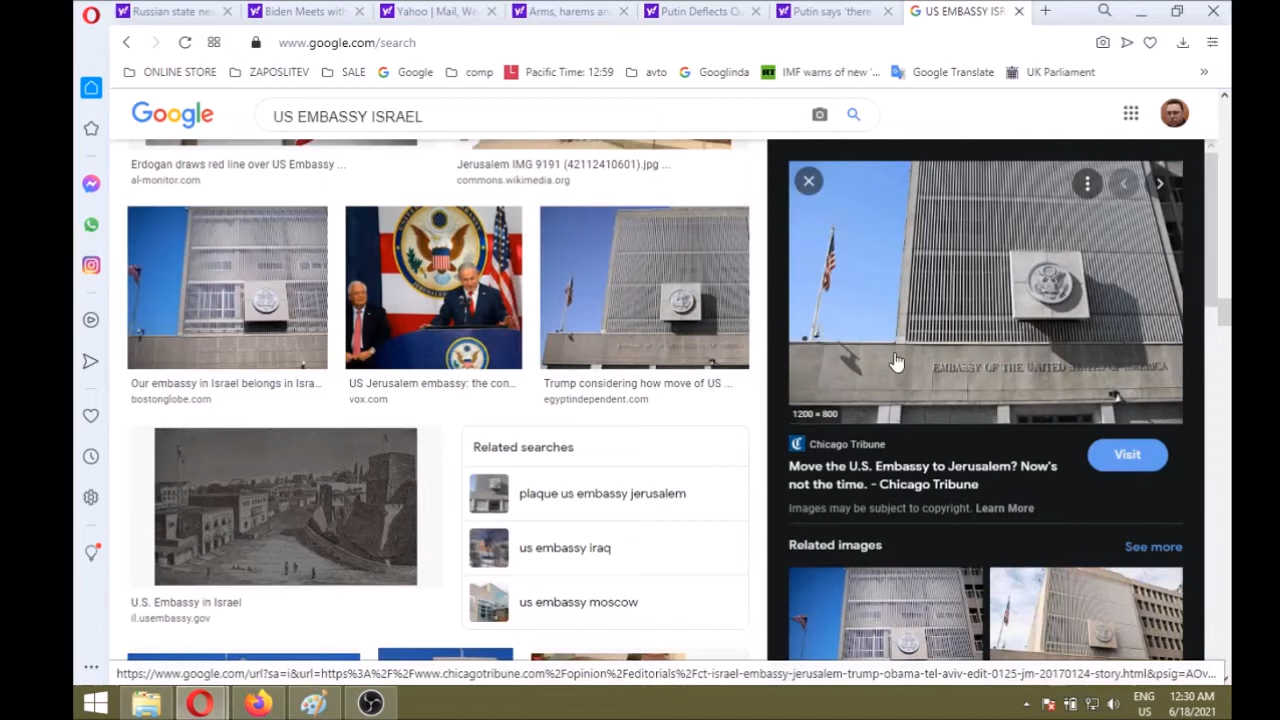 Russian state ne
Biden Meets with
Yahoo | Mail, We
Arms, harems an
Putin Deflects Q
Putin says 'there
US EMBASSY ISR
www.google.com/search
ONLINE STORE
ZAPOSLITEV
SALE
Google
comp
Pacific Time: 12:59
avto
Googlinda
RT
IMF warns of new '...
Google Translate
UK Parliament
»
Google
US EMBASSY ISRAEL
Erdogan draws red line over US Embassy ...
al-monitor.com
Jerusalem IMG 9191 (42112410601).jpg ...
commons.wikimedia.org
Our embassy in Israel belongs in Isra...
bostonglobe.com
US Jerusalem embassy: the con...
vox.com
Trump considering how move of US ...
egyptindependent.com
U.S. Embassy in Israel
il.usembassy.gov
Related searches
plaque us embassy jerusalem
us embassy iraq
us embassy moscow
EMBASSY OF THE UNITED STATES OF AMERICA
1200 × 800
Chicago Tribune
Move the U.S. Embassy to Jerusalem? Now's
not the time. - Chicago Tribune
Visit
Images may be subject to copyright. Learn More
Related images
See more
https://www.google.com/url?sa=i&url=https%3A%2F%2Fwww.chicagotribune.com%2Fopinion%2Feditorials%2Fct-israel-embassy-jerusalem-trump-obama-tel-aviv-edit-0125-jm-20170124-story.html&psig=AOv...
ENG
US
12:30 AM
6/18/2021